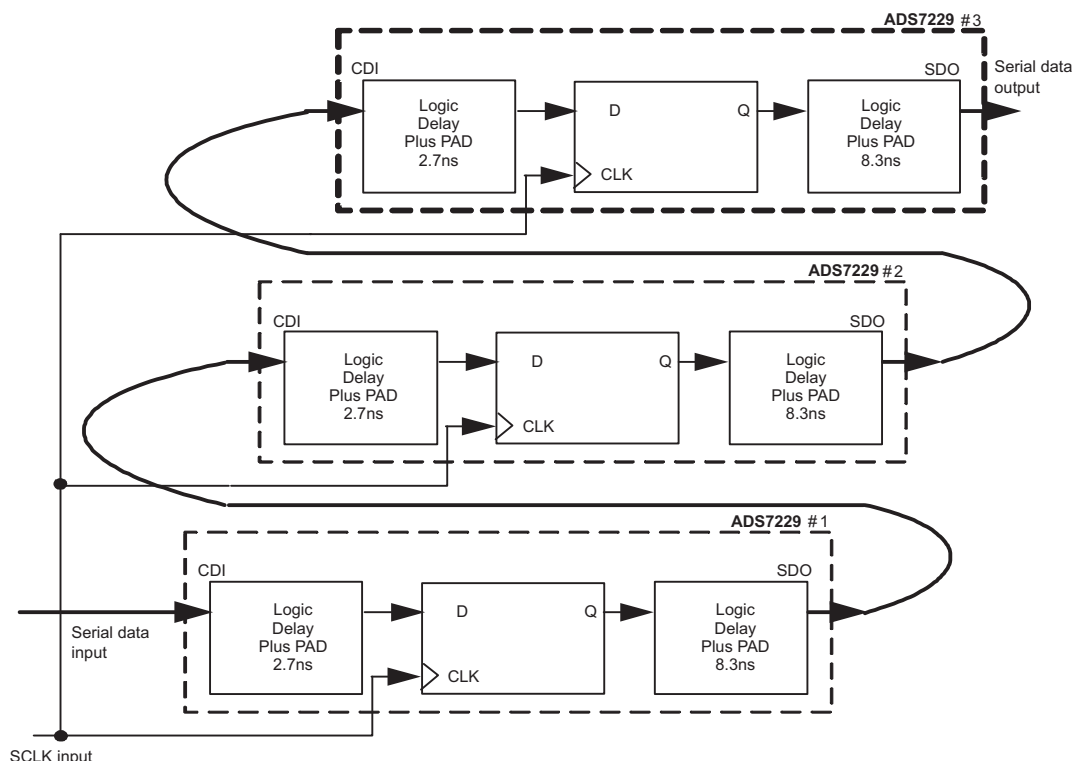 ADS7229 #3
CDI
SDO
Serial data
output
Logic
Delay
Plus PAD
2.7ns
D
Q
CLK
Logic
Delay
Plus PAD
8.3ns
ADS7229 #2
CDI
SDO
Logic
Delay
Plus PAD
2.7ns
D
Q
CLK
Logic
Delay
Plus PAD
8.3ns
ADS7229 #1
CDI
SDO
Serial data
input
Logic
Delay
Plus PAD
2.7ns
D
Q
CLK
Logic
Delay
Plus PAD
8.3ns
SCLK input